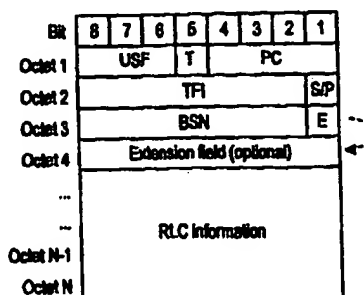 Bit 8 7 6 5 4 3 2 1
Octet 1 USF T PC
Octet 2 TFI S/P
Octet 3 BSN E
Octet 4 Extension field (optional)
...
... RLC information
Octet N-1
Octet N